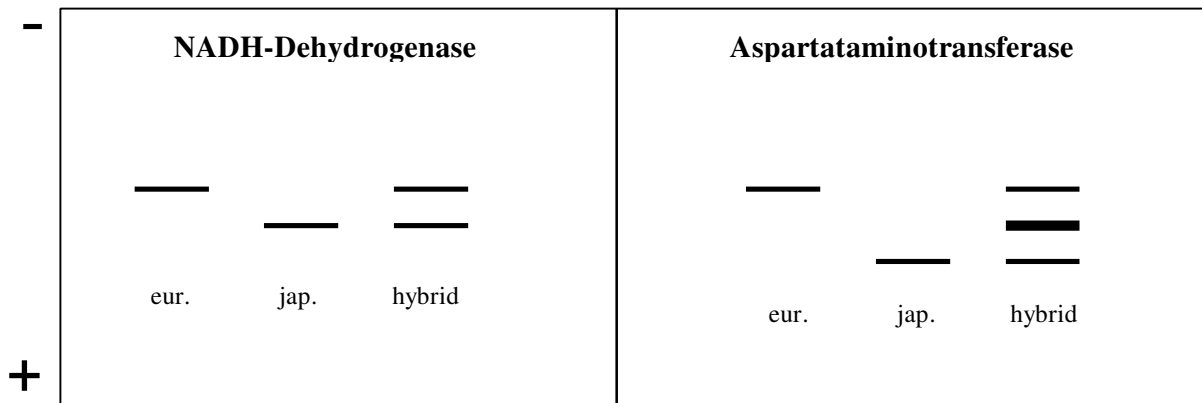 -
NADH-Dehydrogenase
Aspartataminotransferase
eur. jap. hybrid
eur. jap. hybrid
+